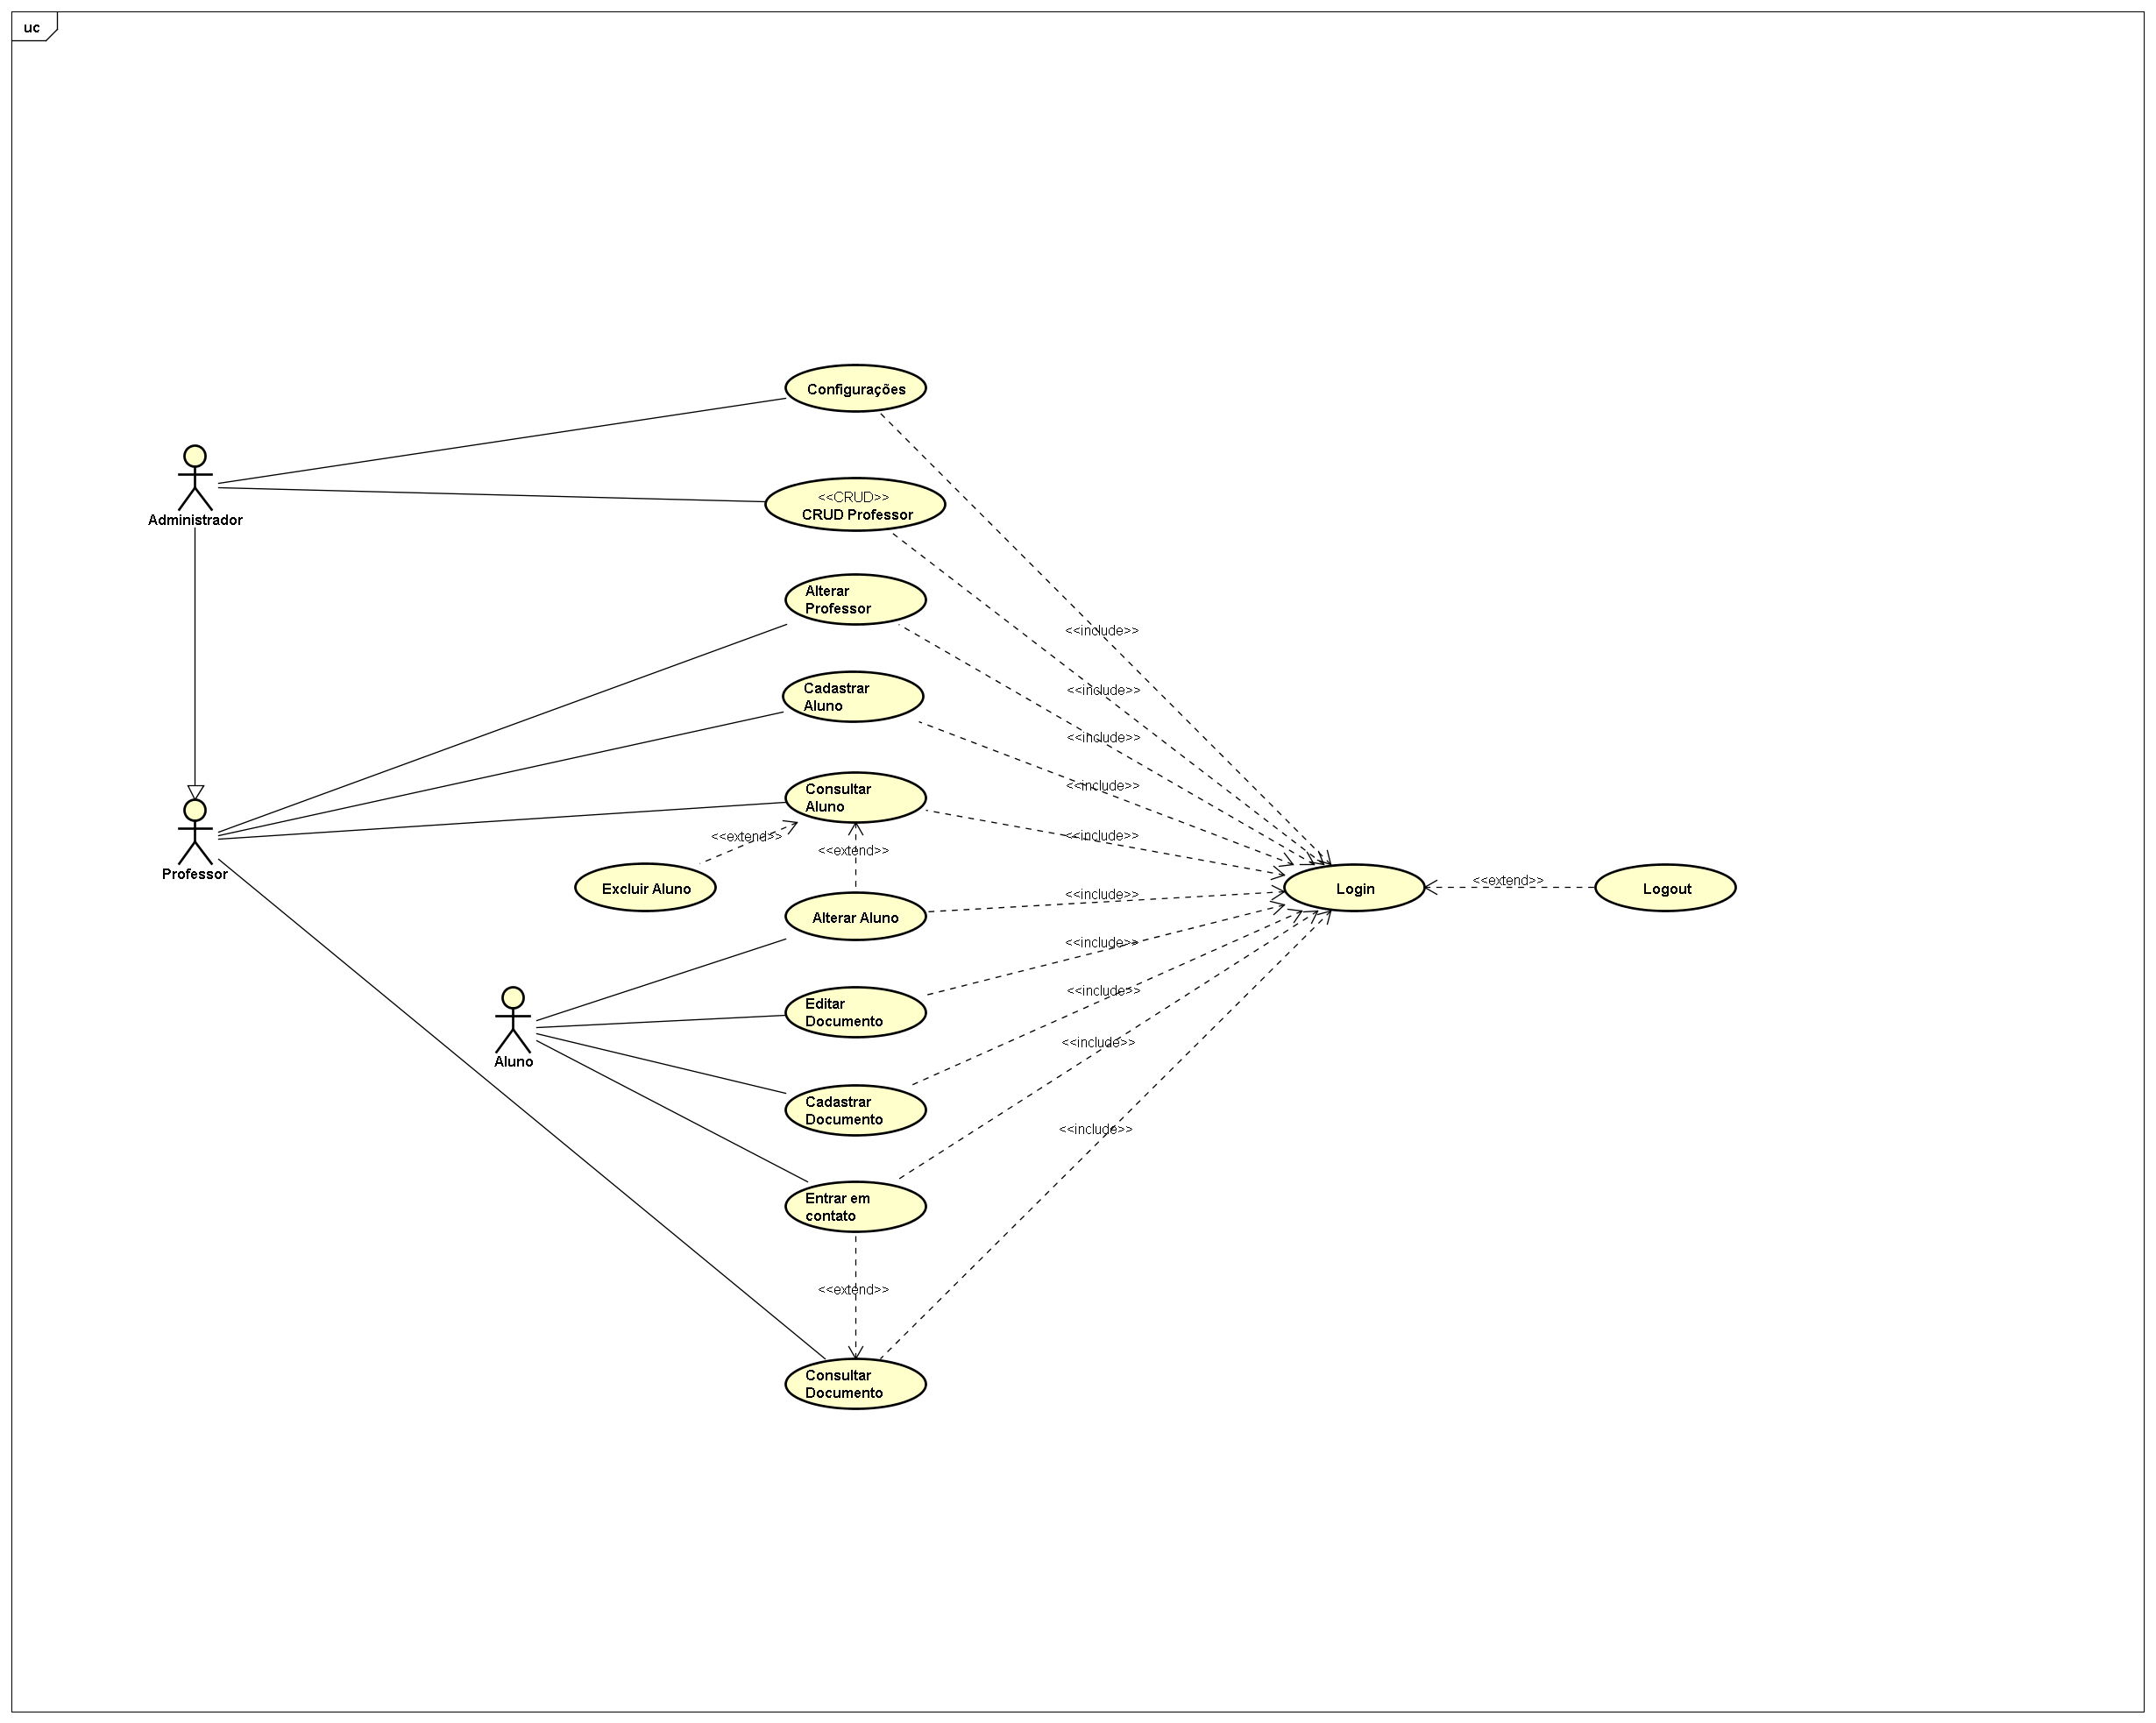 uc
Configurações
<<CRUD>>
CRUD Professor
Administrador
Alterar
Professor
<<include>>
Cadastrar
Aluno
<<include>>
<<include>>
Consultar
Aluno
<<include>>
<<extend>>
<<include>>
<<extend>>
Professor
Excluir Aluno
Login
<<extend>>
Logout
Alterar Aluno
<<include>>
<<include>>
Editar
Documento
<<include>>
Aluno
<<include>>
Cadastrar
Documento
<<include>>
Entrar em
contato
<<extend>>
Consultar
Documento